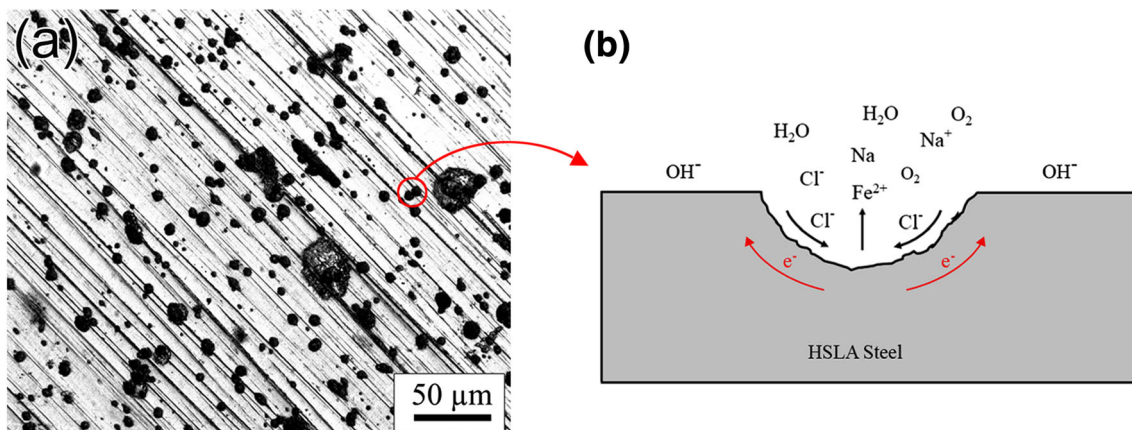 (a)
50 µm
(b)
H₂O
H₂O
O₂
Na⁺
Na
OH⁻
Cl⁻
O₂
OH⁻
Fe²⁺
Cl⁻
Cl⁻
e⁻
e⁻
HSLA Steel